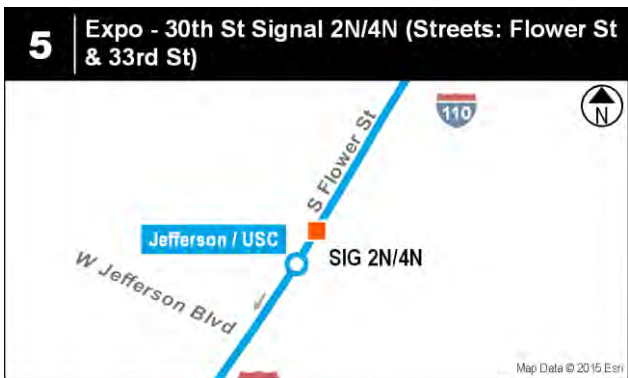 5
Expo - 30th St Signal 2N/4N (Streets: Flower St
& 33rd St)
110
N
S Flower St
Jefferson / USC
SIG 2N/4N
W Jefferson Blvd
Map Data © 2015 Esri